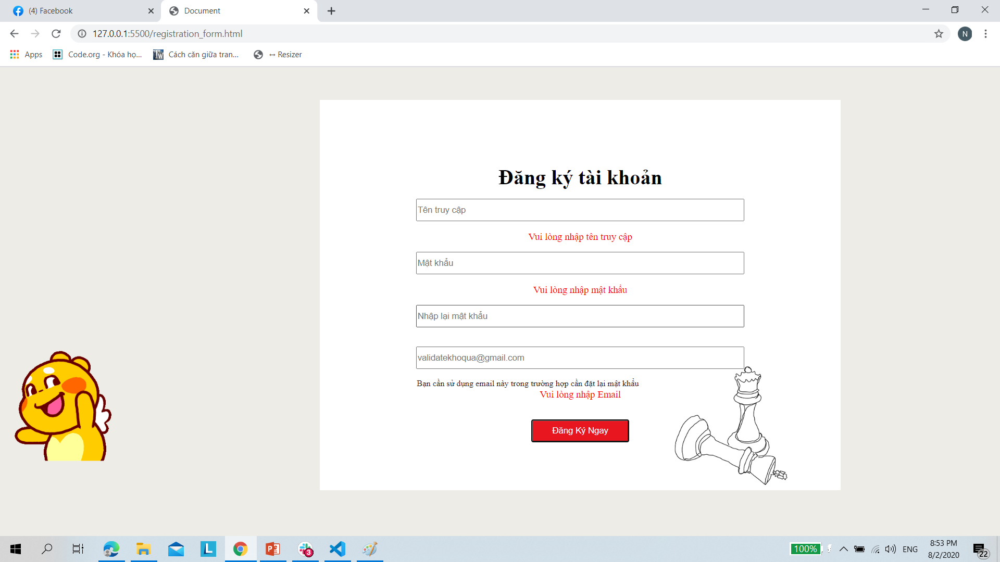 (4) Facebook
Document
127.0.0.1:5500/registration_form.html
N
Apps
Code.org - Khóa họ...
Cách căn giữa tran...
↔ Resizer
Đăng ký tài khoản
Tên truy cập
Vui lòng nhập tên truy cập
Mật khẩu
Vui lòng nhập mật khẩu
Nhập lại mật khẩu
validatekhoqua@gmail.com
Bạn cần sử dụng email này trong trường hợp cần đặt lại mật khẩu
Vui lòng nhập Email
Đăng Ký Ngay
100%
ENG
8:53 PM
8/2/2020
22
3
L
TW